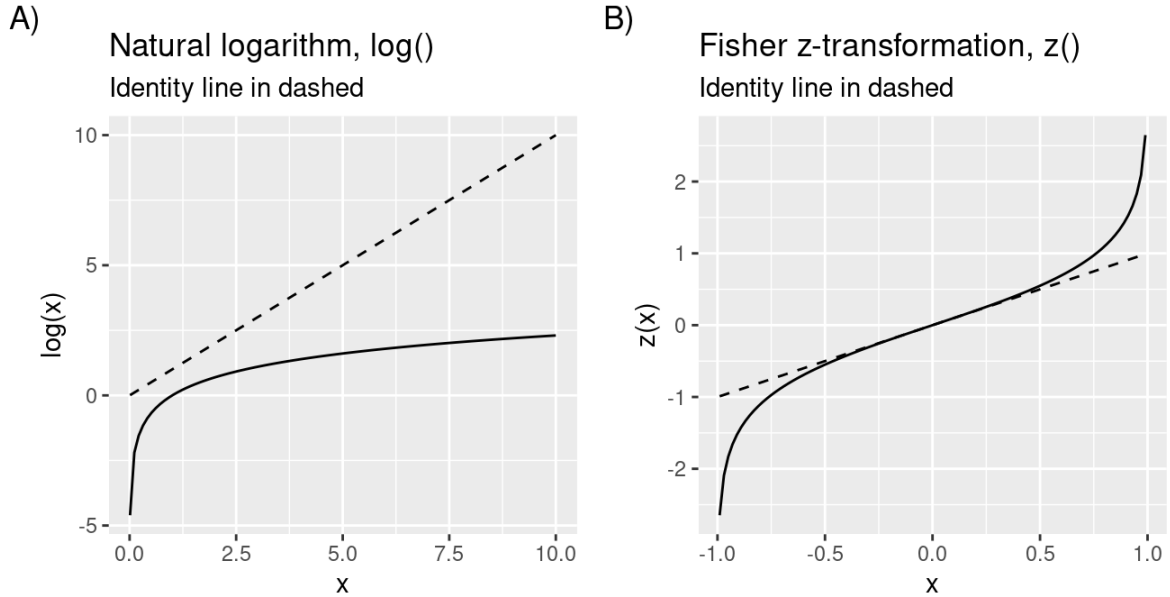 A)
Natural logarithm, log()
Identity line in dashed
10
5
0
-5
log(x)
0.0 2.5 5.0 7.5 10.0
x
B)
Fisher z-transformation, z()
Identity line in dashed
2
1
0
-1
-2
z(x)
-1.0 -0.5 0.0 0.5 1.0
x